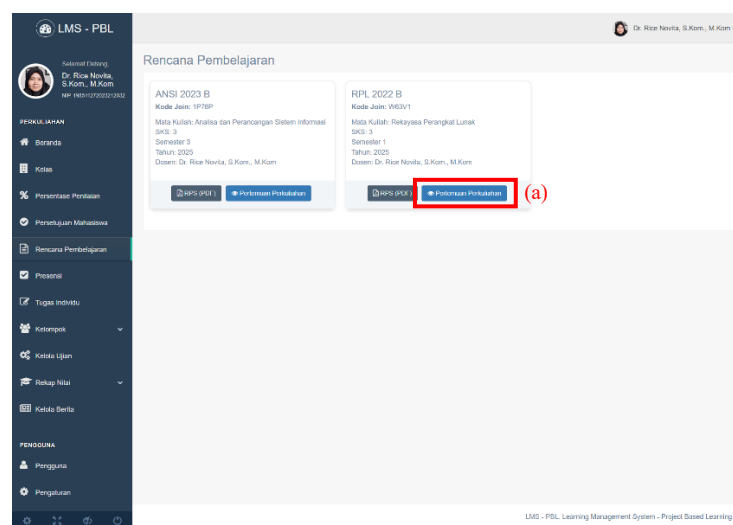 LMS - PBL
Dr. Rice Novita, S.Kom., M.Kom
Selamat Datang,
Dr. Rice Novita,
S.Kom., M.Kom
PERKULIAHAN
Beranda
Kelas
Persentase Penilaian
Persetujuan Mahasiswa
Rencana Pembelajaran
Presensi
Tugas Individu
Kelompok
Kelola Ujian
Rekap Nilai
Kelola Berita
PENGGUNA
Pengguna
Pengaturan
Rencana Pembelajaran
ANSI 2023 B
Kode Join: 1P76P
Mata Kuliah: Analisa dan Perancangan Sistem Informasi
SKS: 3
Semester 5
Tahun: 2025
Dosen: Dr. Rice Novita, S.Kom., M.Kom
RPS (PDF)
Pertemuan Perkuliahan
RPL 2022 B
Kode Join: W63V1
Mata Kuliah: Rekayasa Perangkat Lunak
SKS: 3
Semester 1
Tahun: 2025
Dosen: Dr. Rice Novita, S.Kom., M.Kom
RPS (PDF)
Pertemuan Perkuliahan
(a)
LMS - PBL, Learning Management System - Project Based Learning